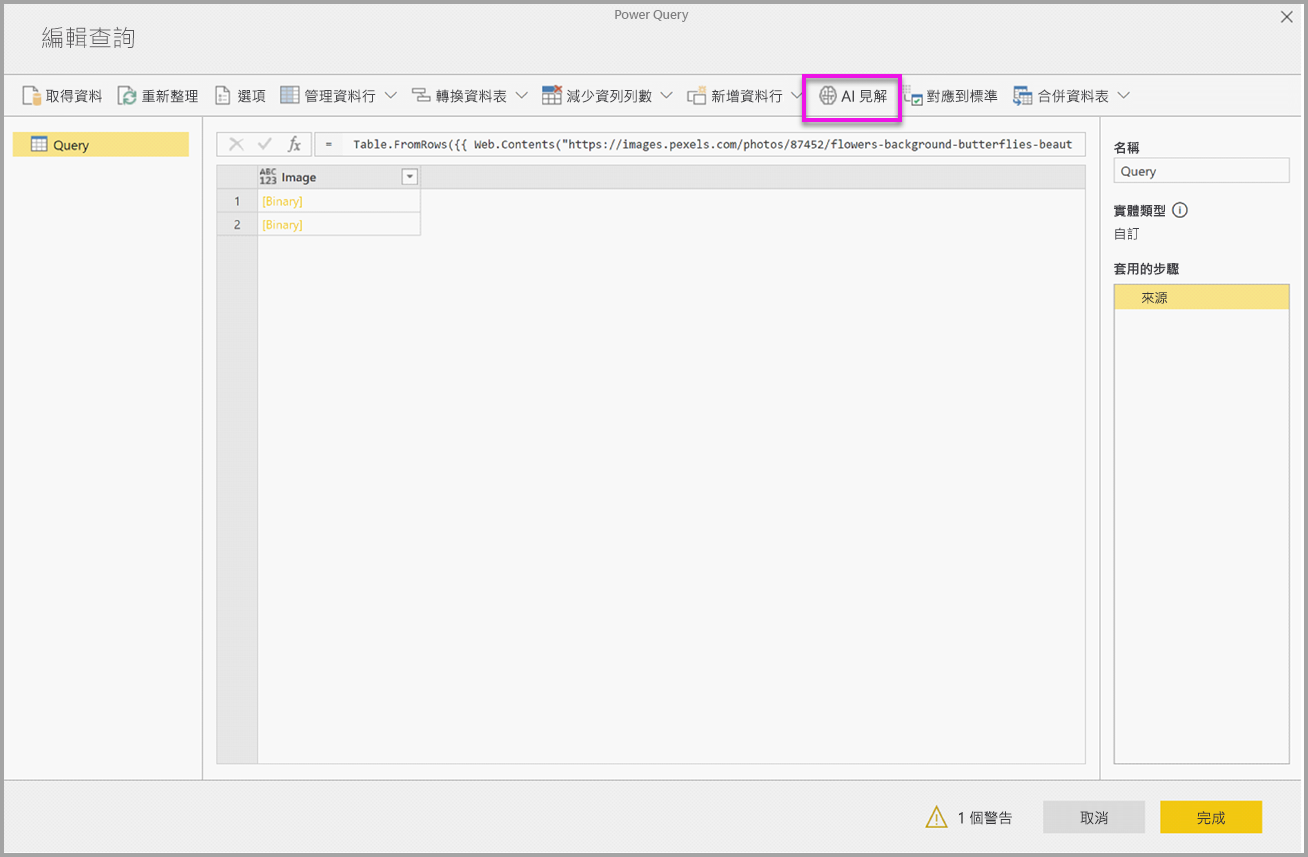 Power Query
編輯查詢
取得資料 重新整理 選項 管理資料行 轉換資料表 減少資列列數 新增資料行 AI 見解 對應到標準 合併資料表
Query
fx = Table.FromRows({{ Web.Contents("https://images.pexels.com/photos/87452/flowers-background-butterflies-beaut
ABC 123 Image
1 [Binary]
2 [Binary]
名稱
Query
實體類型
自訂
套用的步驟
來源
1 個警告 取消 完成